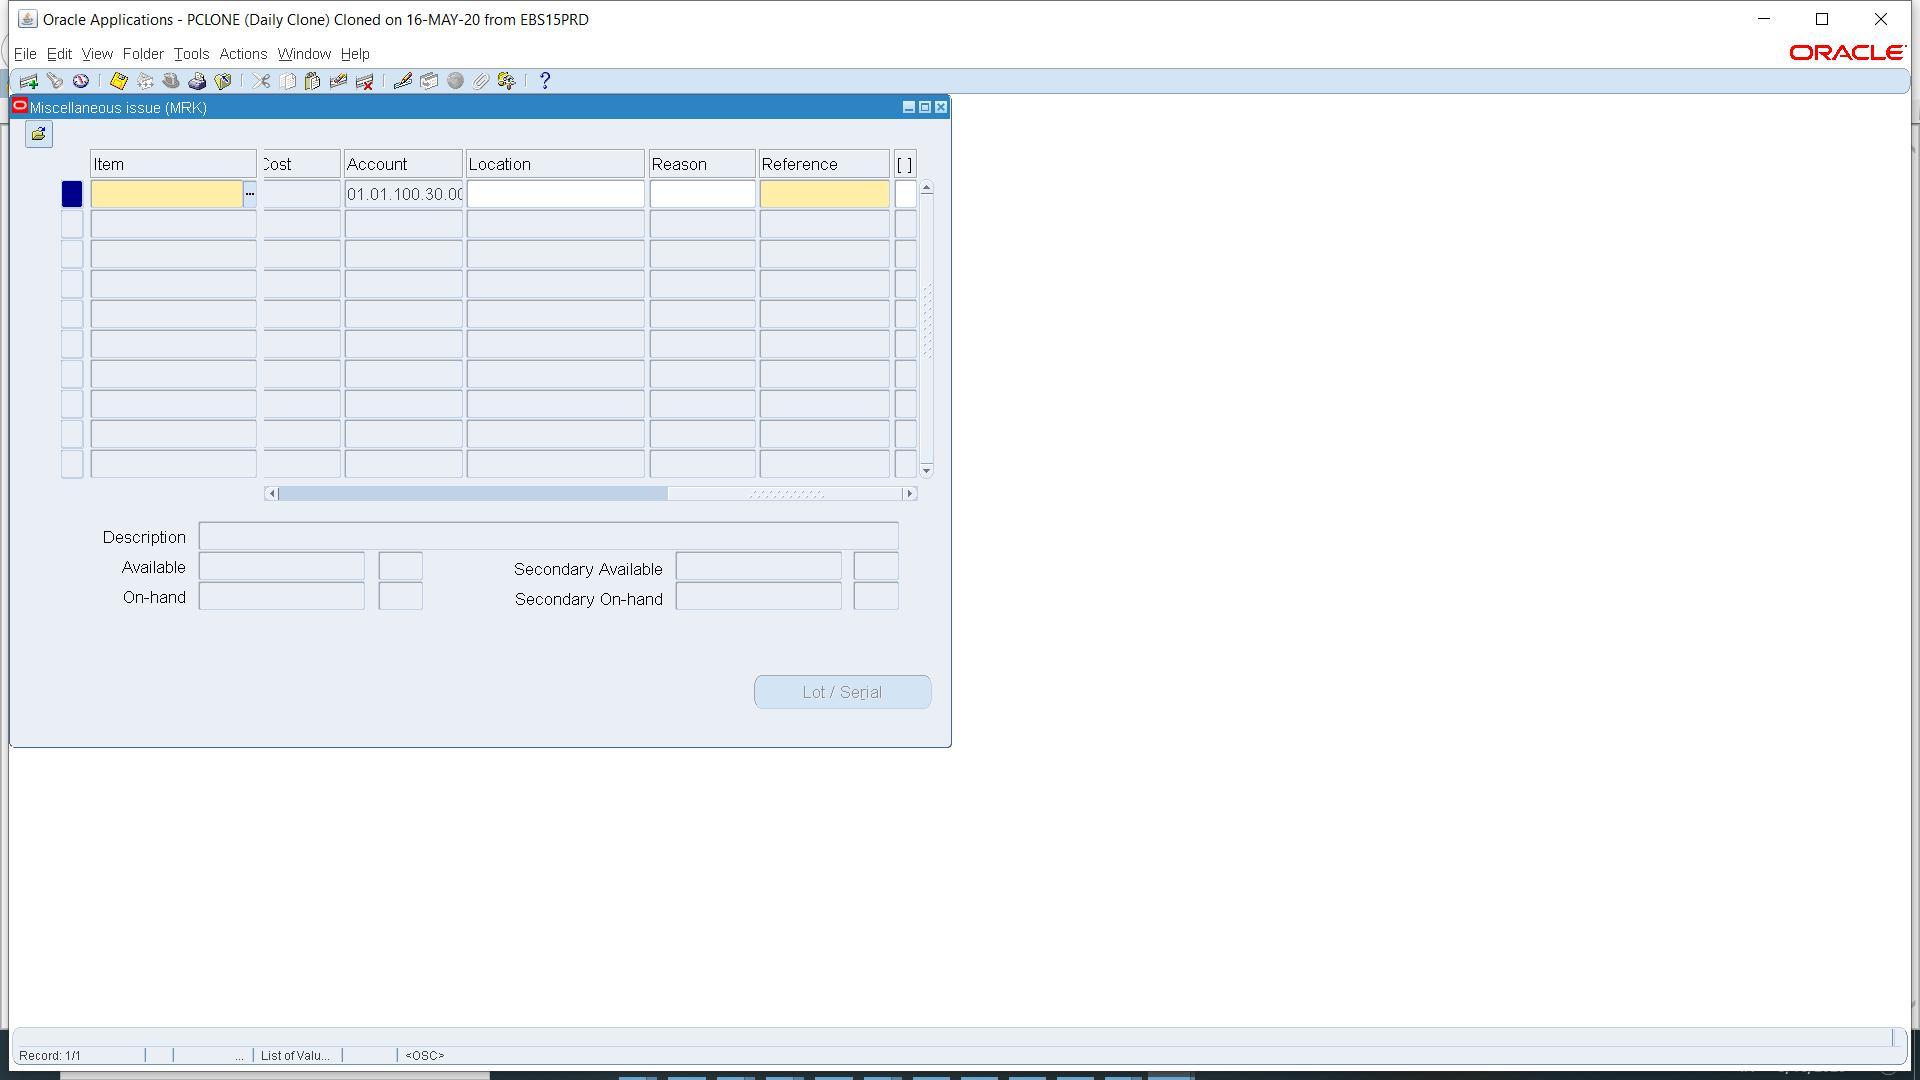 Oracle Applications - PCLONE (Daily Clone) Cloned on 16-MAY-20 from EBS15PRD
File Edit View Folder Tools Actions Window Help
ORACLE
Miscellaneous issue (MRK)
Item Cost Account Location Reason Reference [ ]
01.01.100.30.00
Description
Available Secondary Available
On-hand Secondary On-hand
Lot / Serial
Record: 1/1 ... List of Valu... <OSC>